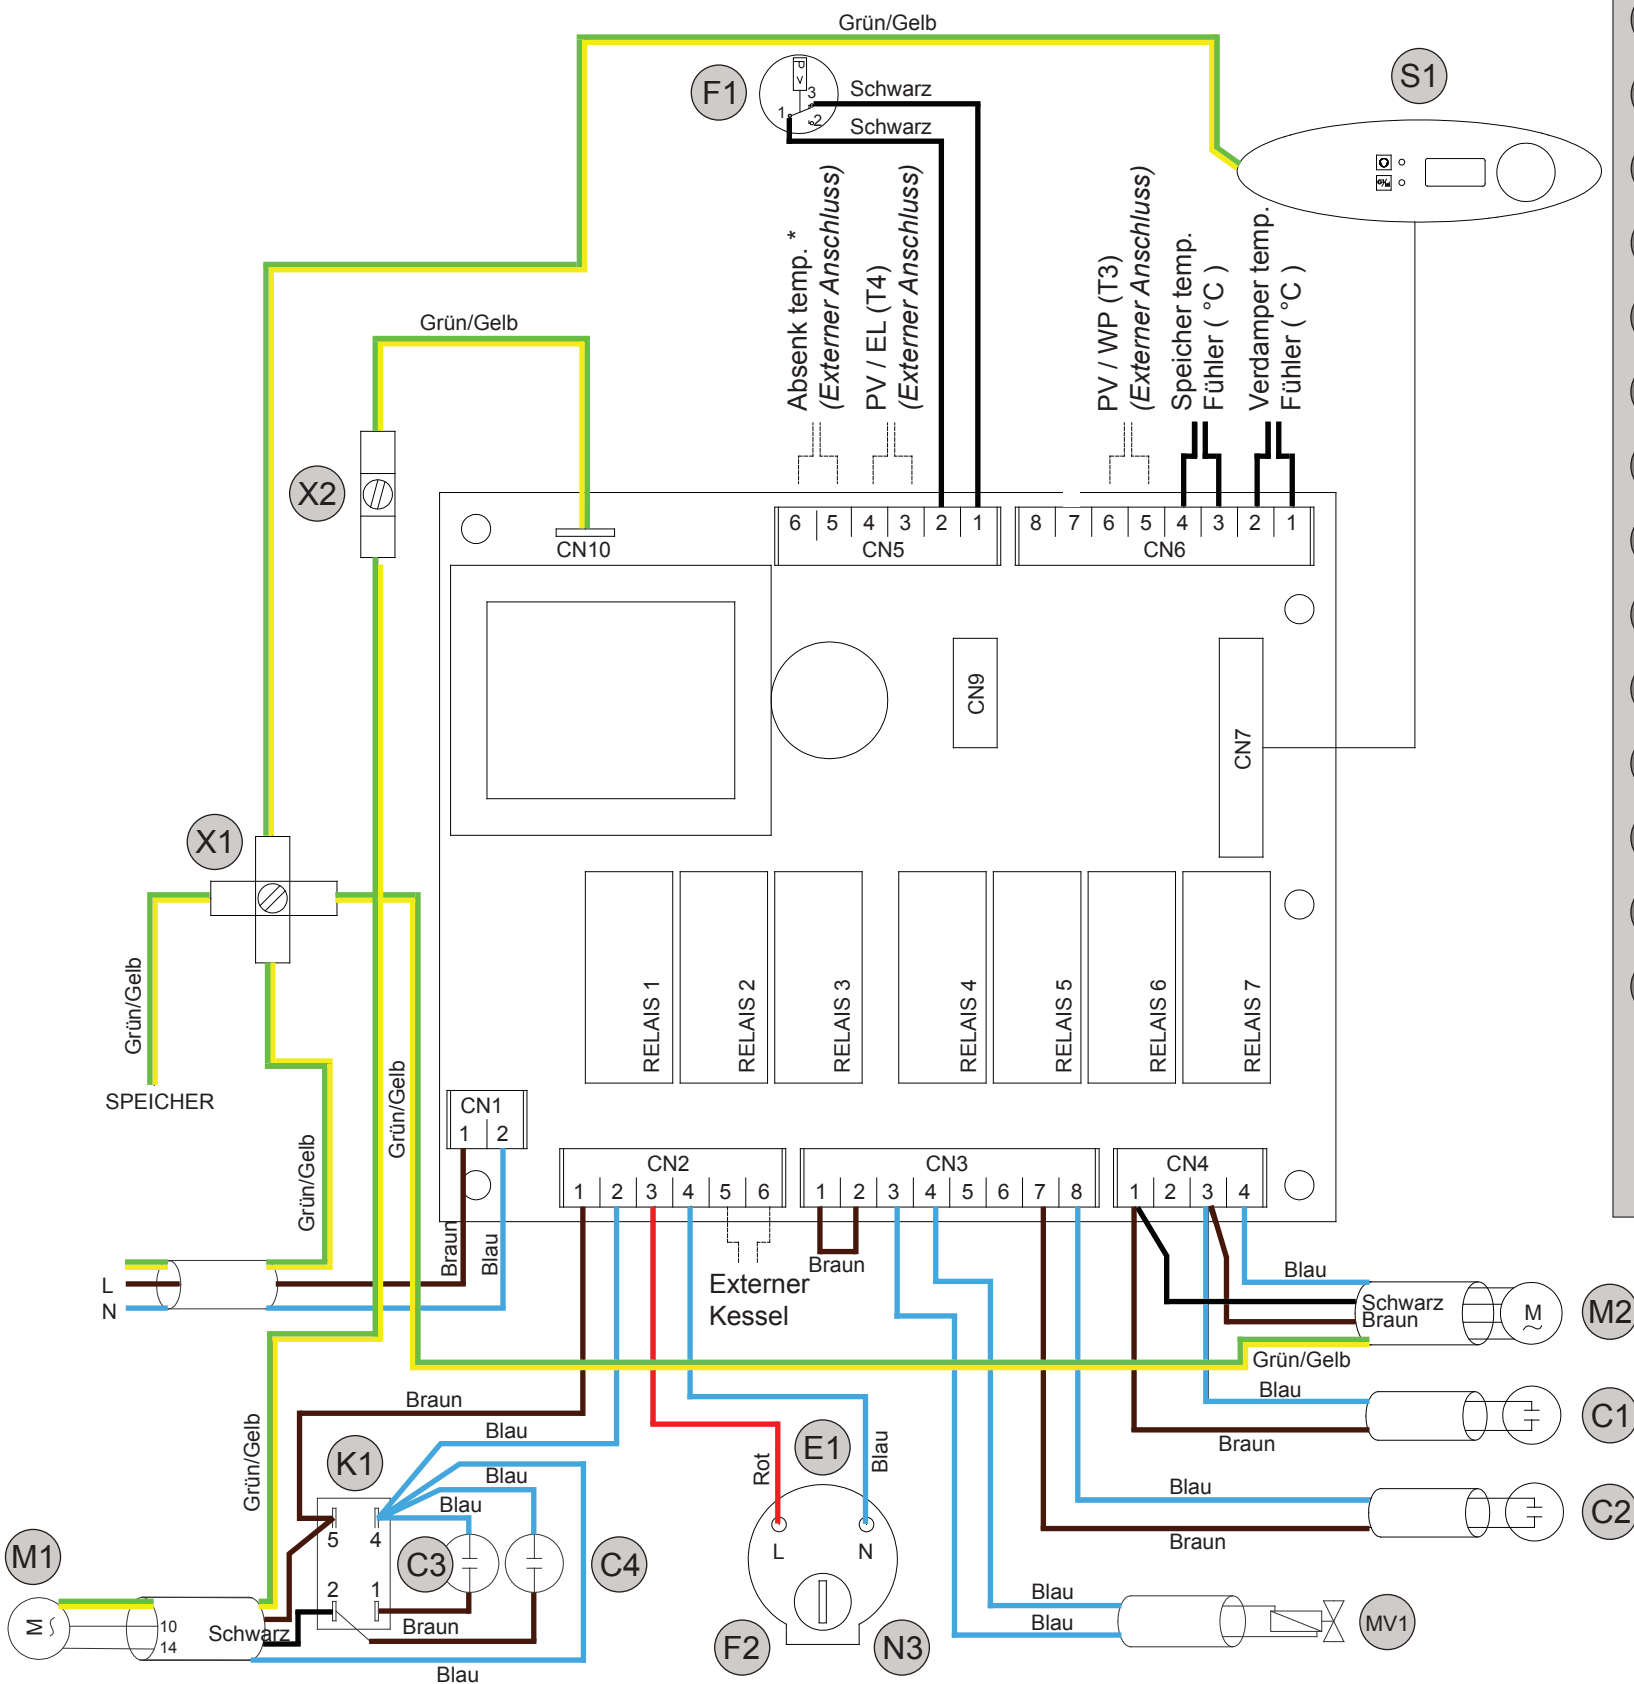 Grün/Gelb
S1
F1
P
V
3
1
2
Schwarz
Schwarz
Absenk temp. *
(Externer Anschluss)
PV / EL (T4)
(Externer Anschluss)
PV / WP (T3)
(Externer Anschluss)
Speicher temp.
Fühler ( °C )
Verdamper temp.
Fühler ( °C )
Grün/Gelb
X2
CN10
6 5 4 3 2 1
CN5
8 7 6 5 4 3 2 1
CN6
CN9
CN7
X1
Grün/Gelb
SPEICHER
Grün/Gelb
Grün/Gelb
RELAIS 1
RELAIS 2
RELAIS 3
RELAIS 4
RELAIS 5
RELAIS 6
RELAIS 7
CN1
1 2
CN2
1 2 3 4 5 6
CN3
1 2 3 4 5 6 7 8
CN4
1 2 3 4
Braun
Blau
L
N
Externer
Kessel
Braun
Blau
Schwarz
Braun
M
M2
Grün/Gelb
Blau
C1
Braun
Blau
C2
Braun
Braun
Blau
Grün/Gelb
K1
Blau
Blau
5 4
2 1
C3
C4
Braun
M1
M
10
14
Schwarz
Blau
Rot
E1
Blau
L
N
F2
N3
Blau
Blau
MV1